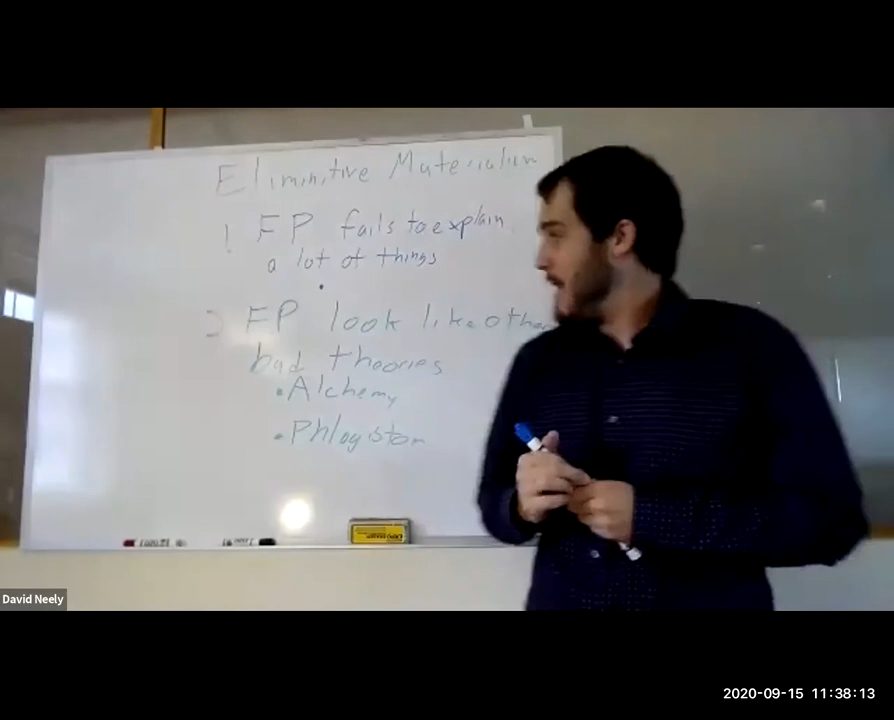 Eliminitive Materialism
1 FP fails to explain
a lot of things
2 FP look like other
bad theories
• Alchemy
• Phlogiston
David Neely
2020-09-15 11:38:13